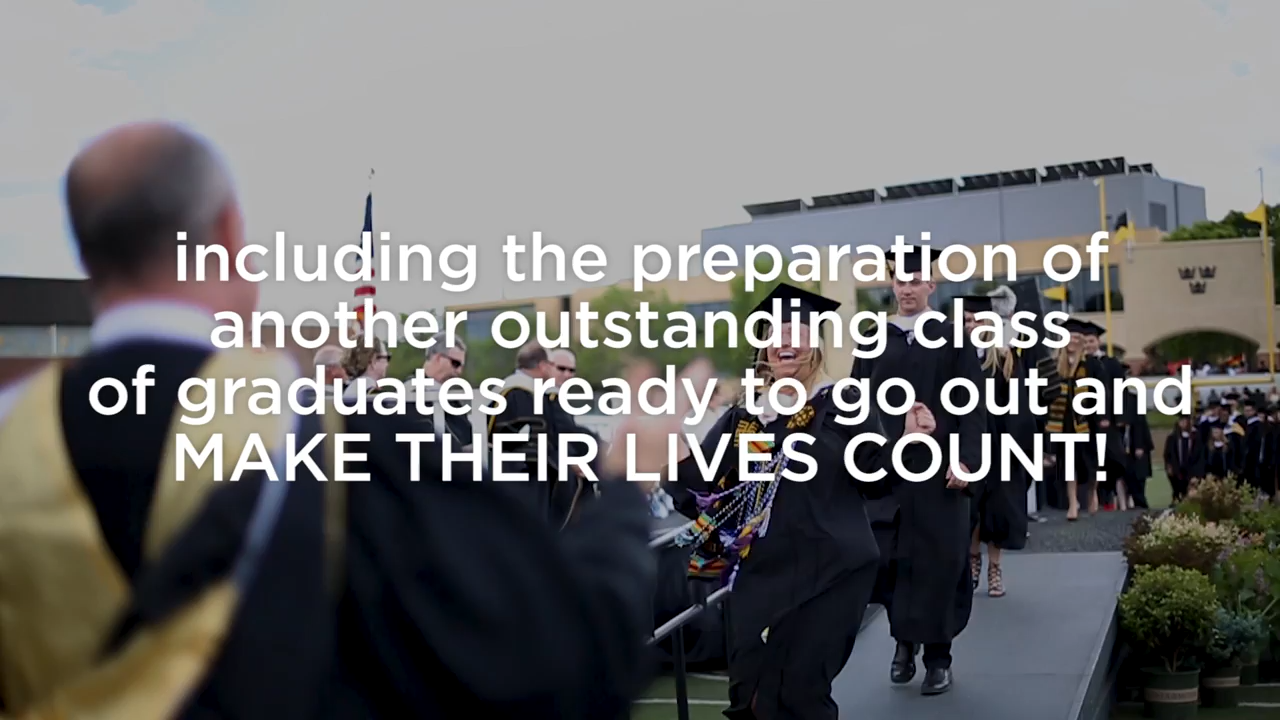 including the preparation of
another outstanding class
of graduates ready to go out and
MAKE THEIR LIVES COUNT!